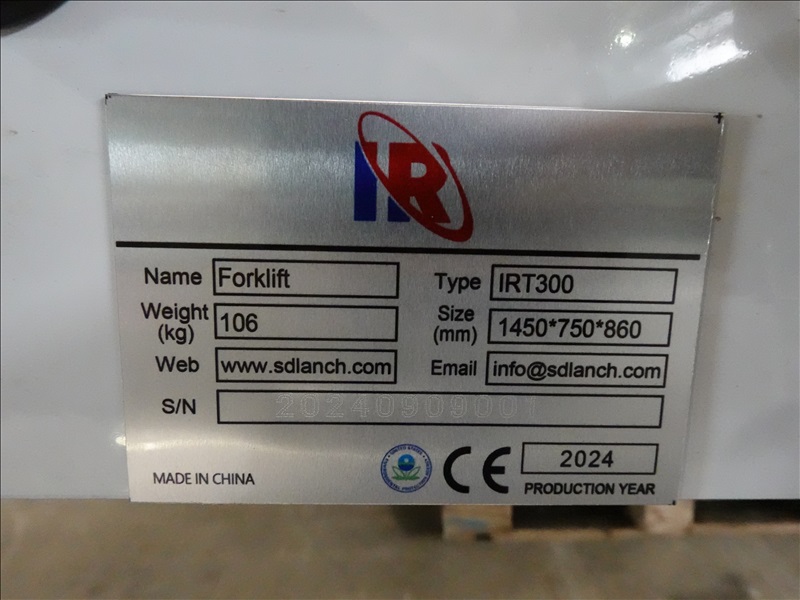 IR
Name Forklift Type IRT300
Weight (kg) 106 Size (mm) 1450*750*860
Web www.sdlanch.com Email info@sdlanch.com
S/N 20240909001
MADE IN CHINA CE 2024
PRODUCTION YEAR